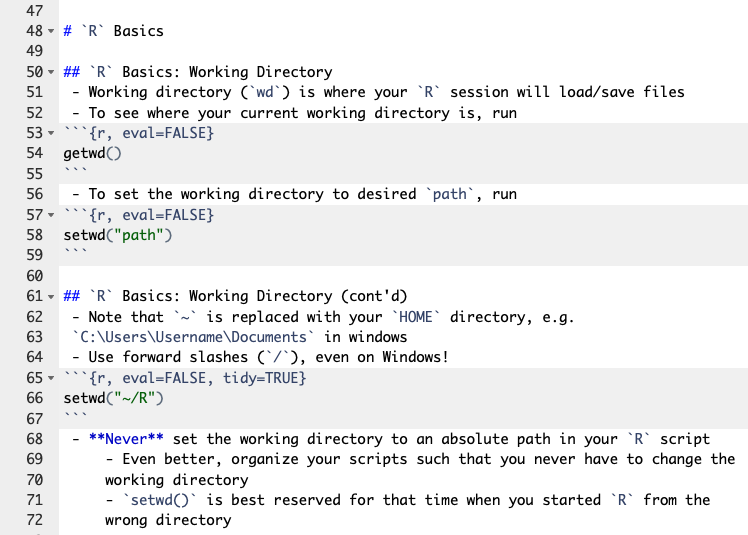 47
48 # `R` Basics
49
50 ## `R` Basics: Working Directory
51 - Working directory (`wd`) is where your `R` session will load/save files
52 - To see where your current working directory is, run
53 ```{r, eval=FALSE}
54 getwd()
55 ```
56 - To set the working directory to desired `path`, run
57 ```{r, eval=FALSE}
58 setwd("path")
59 ```
60
61 ## `R` Basics: Working Directory (cont'd)
62 - Note that `~` is replaced with your `HOME` directory, e.g.
63 `C:\Users\Username\Documents` in windows
64 - Use forward slashes (`/`), even on Windows!
65 ```{r, eval=FALSE, tidy=TRUE}
66 setwd("~/R")
67 ```
68 - **Never** set the working directory to an absolute path in your `R` script
69 - Even better, organize your scripts such that you never have to change the
70 working directory
71 - `setwd()` is best reserved for that time when you started `R` from the
72 wrong directory